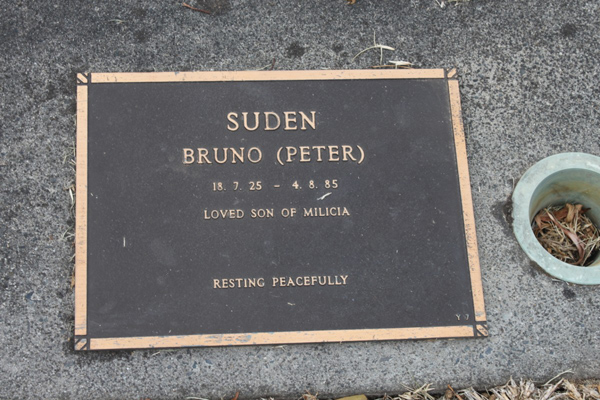 SUDEN
BRUNO (PETER)
18. 7. 25 - 4. 8. 85
LOVED SON OF MILICIA
RESTING PEACEFULLY
Y J